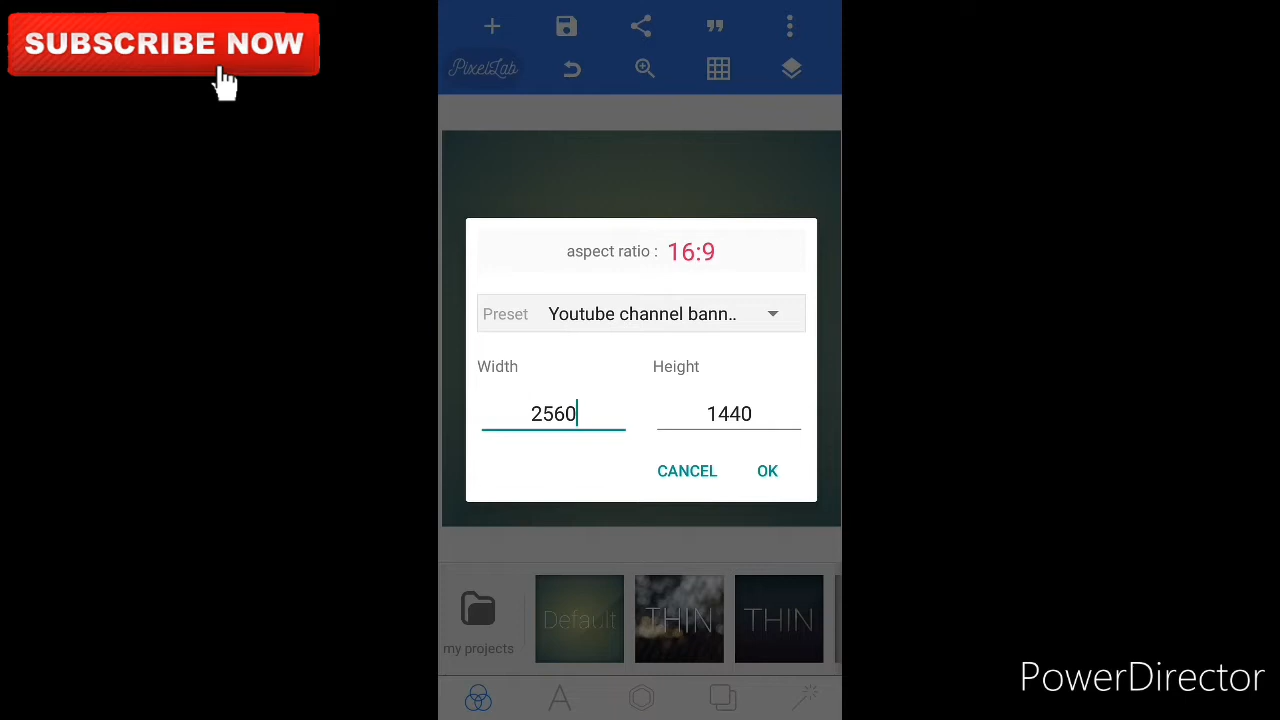 SUBSCRIBE NOW
PixelLab
aspect ratio : 16:9
Preset Youtube channel bann..
Width Height
2560 1440
CANCEL OK
Default THIN THIN
my projects
A
PowerDirector